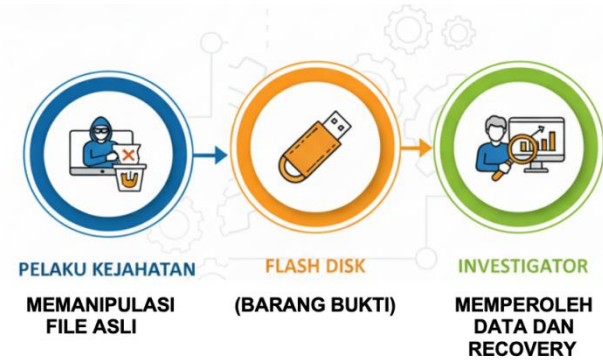 PELAKU KEJAHATAN
MEMANIPULASI
FILE ASLI
FLASH DISK
(BARANG BUKTI)
INVESTIGATOR
MEMPEROLEH
DATA DAN
RECOVERY